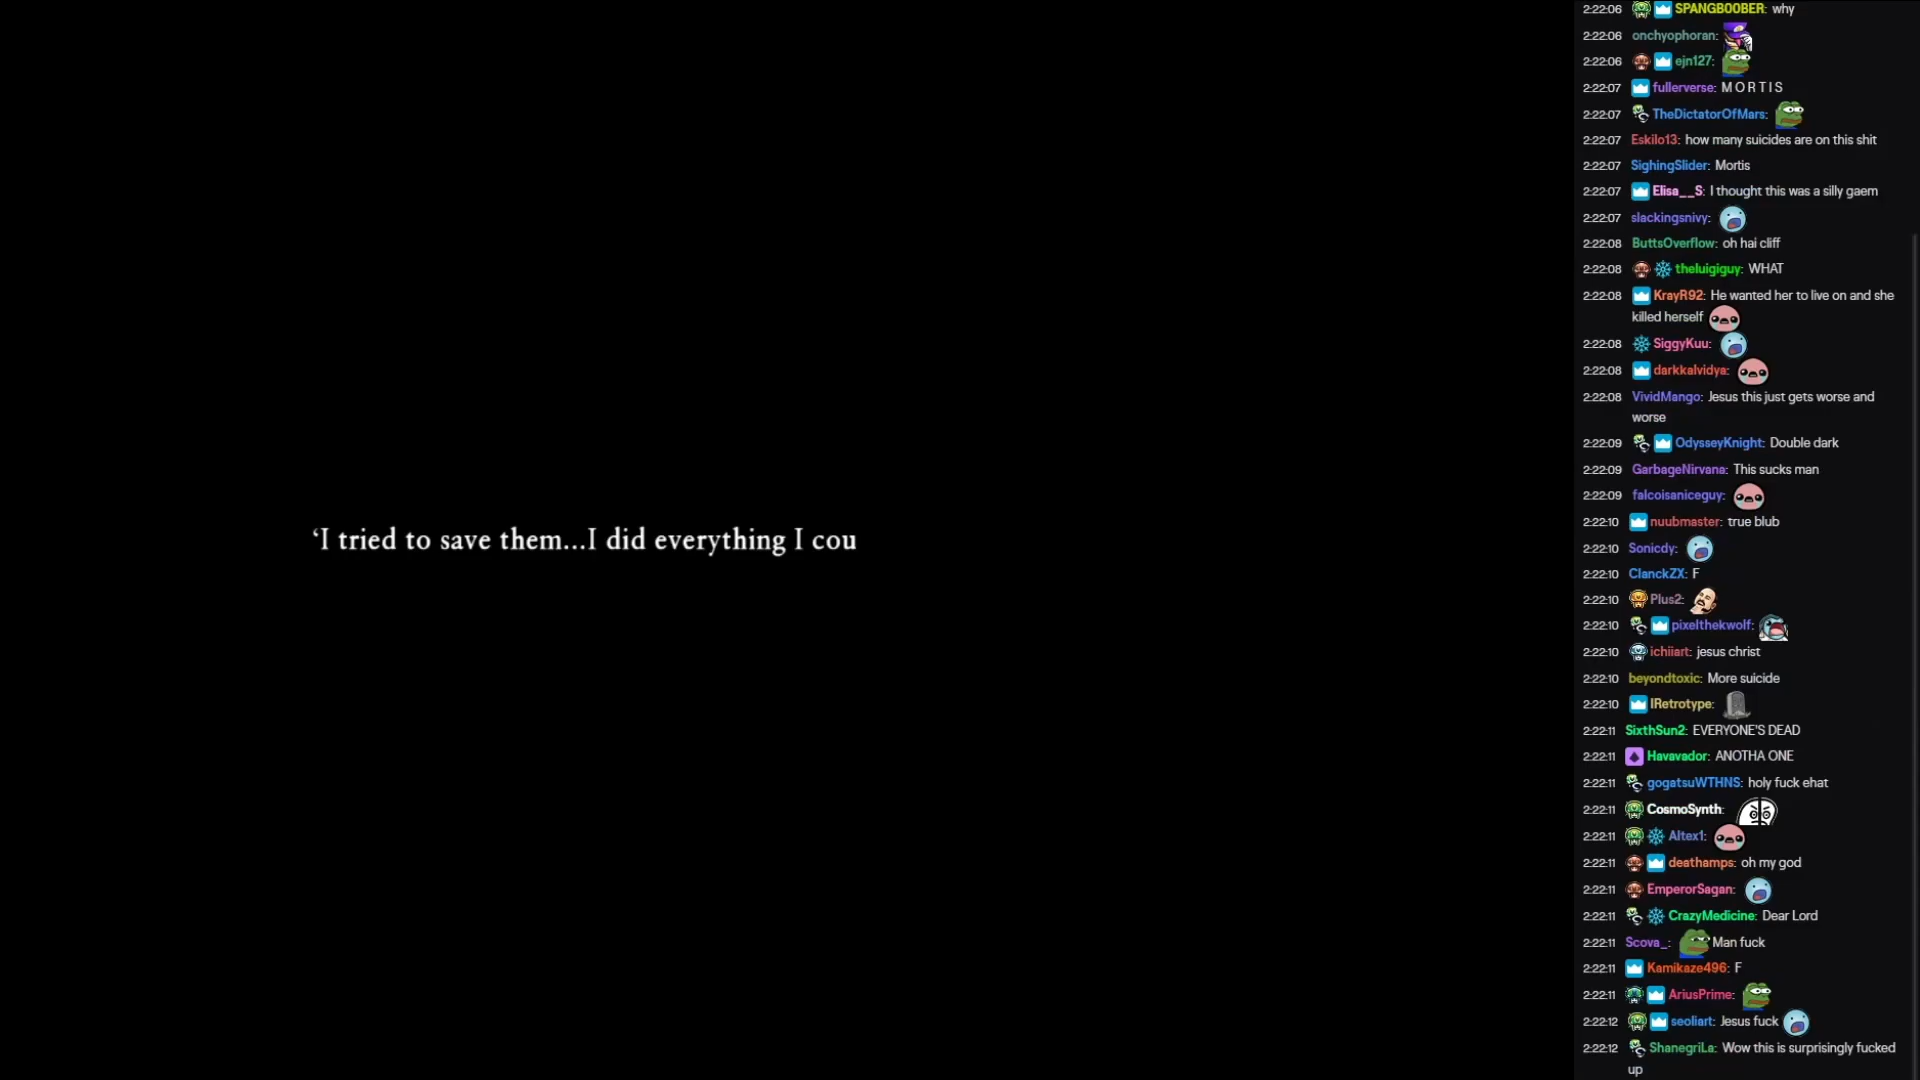 ‘I tried to save them...I did everything I cou
2:22:06 SPANGB00BER: why
2:22:06 onchyophoran:
2:22:06 ejn127:
2:22:07 fullerverse: M O R T I S
2:22:07 TheDictatorOfMars:
2:22:07 Eskilo13: how many suicides are on this shit
2:22:07 SighingSlider: Mortis
2:22:07 Elisa__S: I thought this was a silly gaem
2:22:07 slackingsnivy:
2:22:08 ButtsOverflow: oh hai cliff
2:22:08 theluigiguy: WHAT
2:22:08 KrayR92: He wanted her to live on and she
killed herself
2:22:08 SiggyKuu:
2:22:08 darkkalvidya:
2:22:08 VividMango: Jesus this just gets worse and
worse
2:22:09 OdysseyKnight: Double dark
2:22:09 GarbageNirvana: This sucks man
2:22:09 falcoisaniceguy:
2:22:10 nuubmaster: true blub
2:22:10 Sonicdy:
2:22:10 ClanckZX: F
2:22:10 Plus2:
2:22:10 pixelthekwolf:
2:22:10 ichiiart: jesus christ
2:22:10 beyondtoxic: More suicide
2:22:10 IRetrotype:
2:22:11 SixthSun2: EVERYONE'S DEAD
2:22:11 Havavador: ANOTHA ONE
2:22:11 gogatsuWTHNS: holy fuck ehat
2:22:11 CosmoSynth:
2:22:11 Altex1:
2:22:11 deathamps: oh my god
2:22:11 EmperorSagan:
2:22:11 CrazyMedicine: Dear Lord
2:22:11 Scova_: Man fuck
2:22:11 Kamikaze496: F
2:22:11 AriusPrime:
2:22:12 seoliart: Jesus fuck
2:22:12 ShanegriLa: Wow this is surprisingly fucked
up